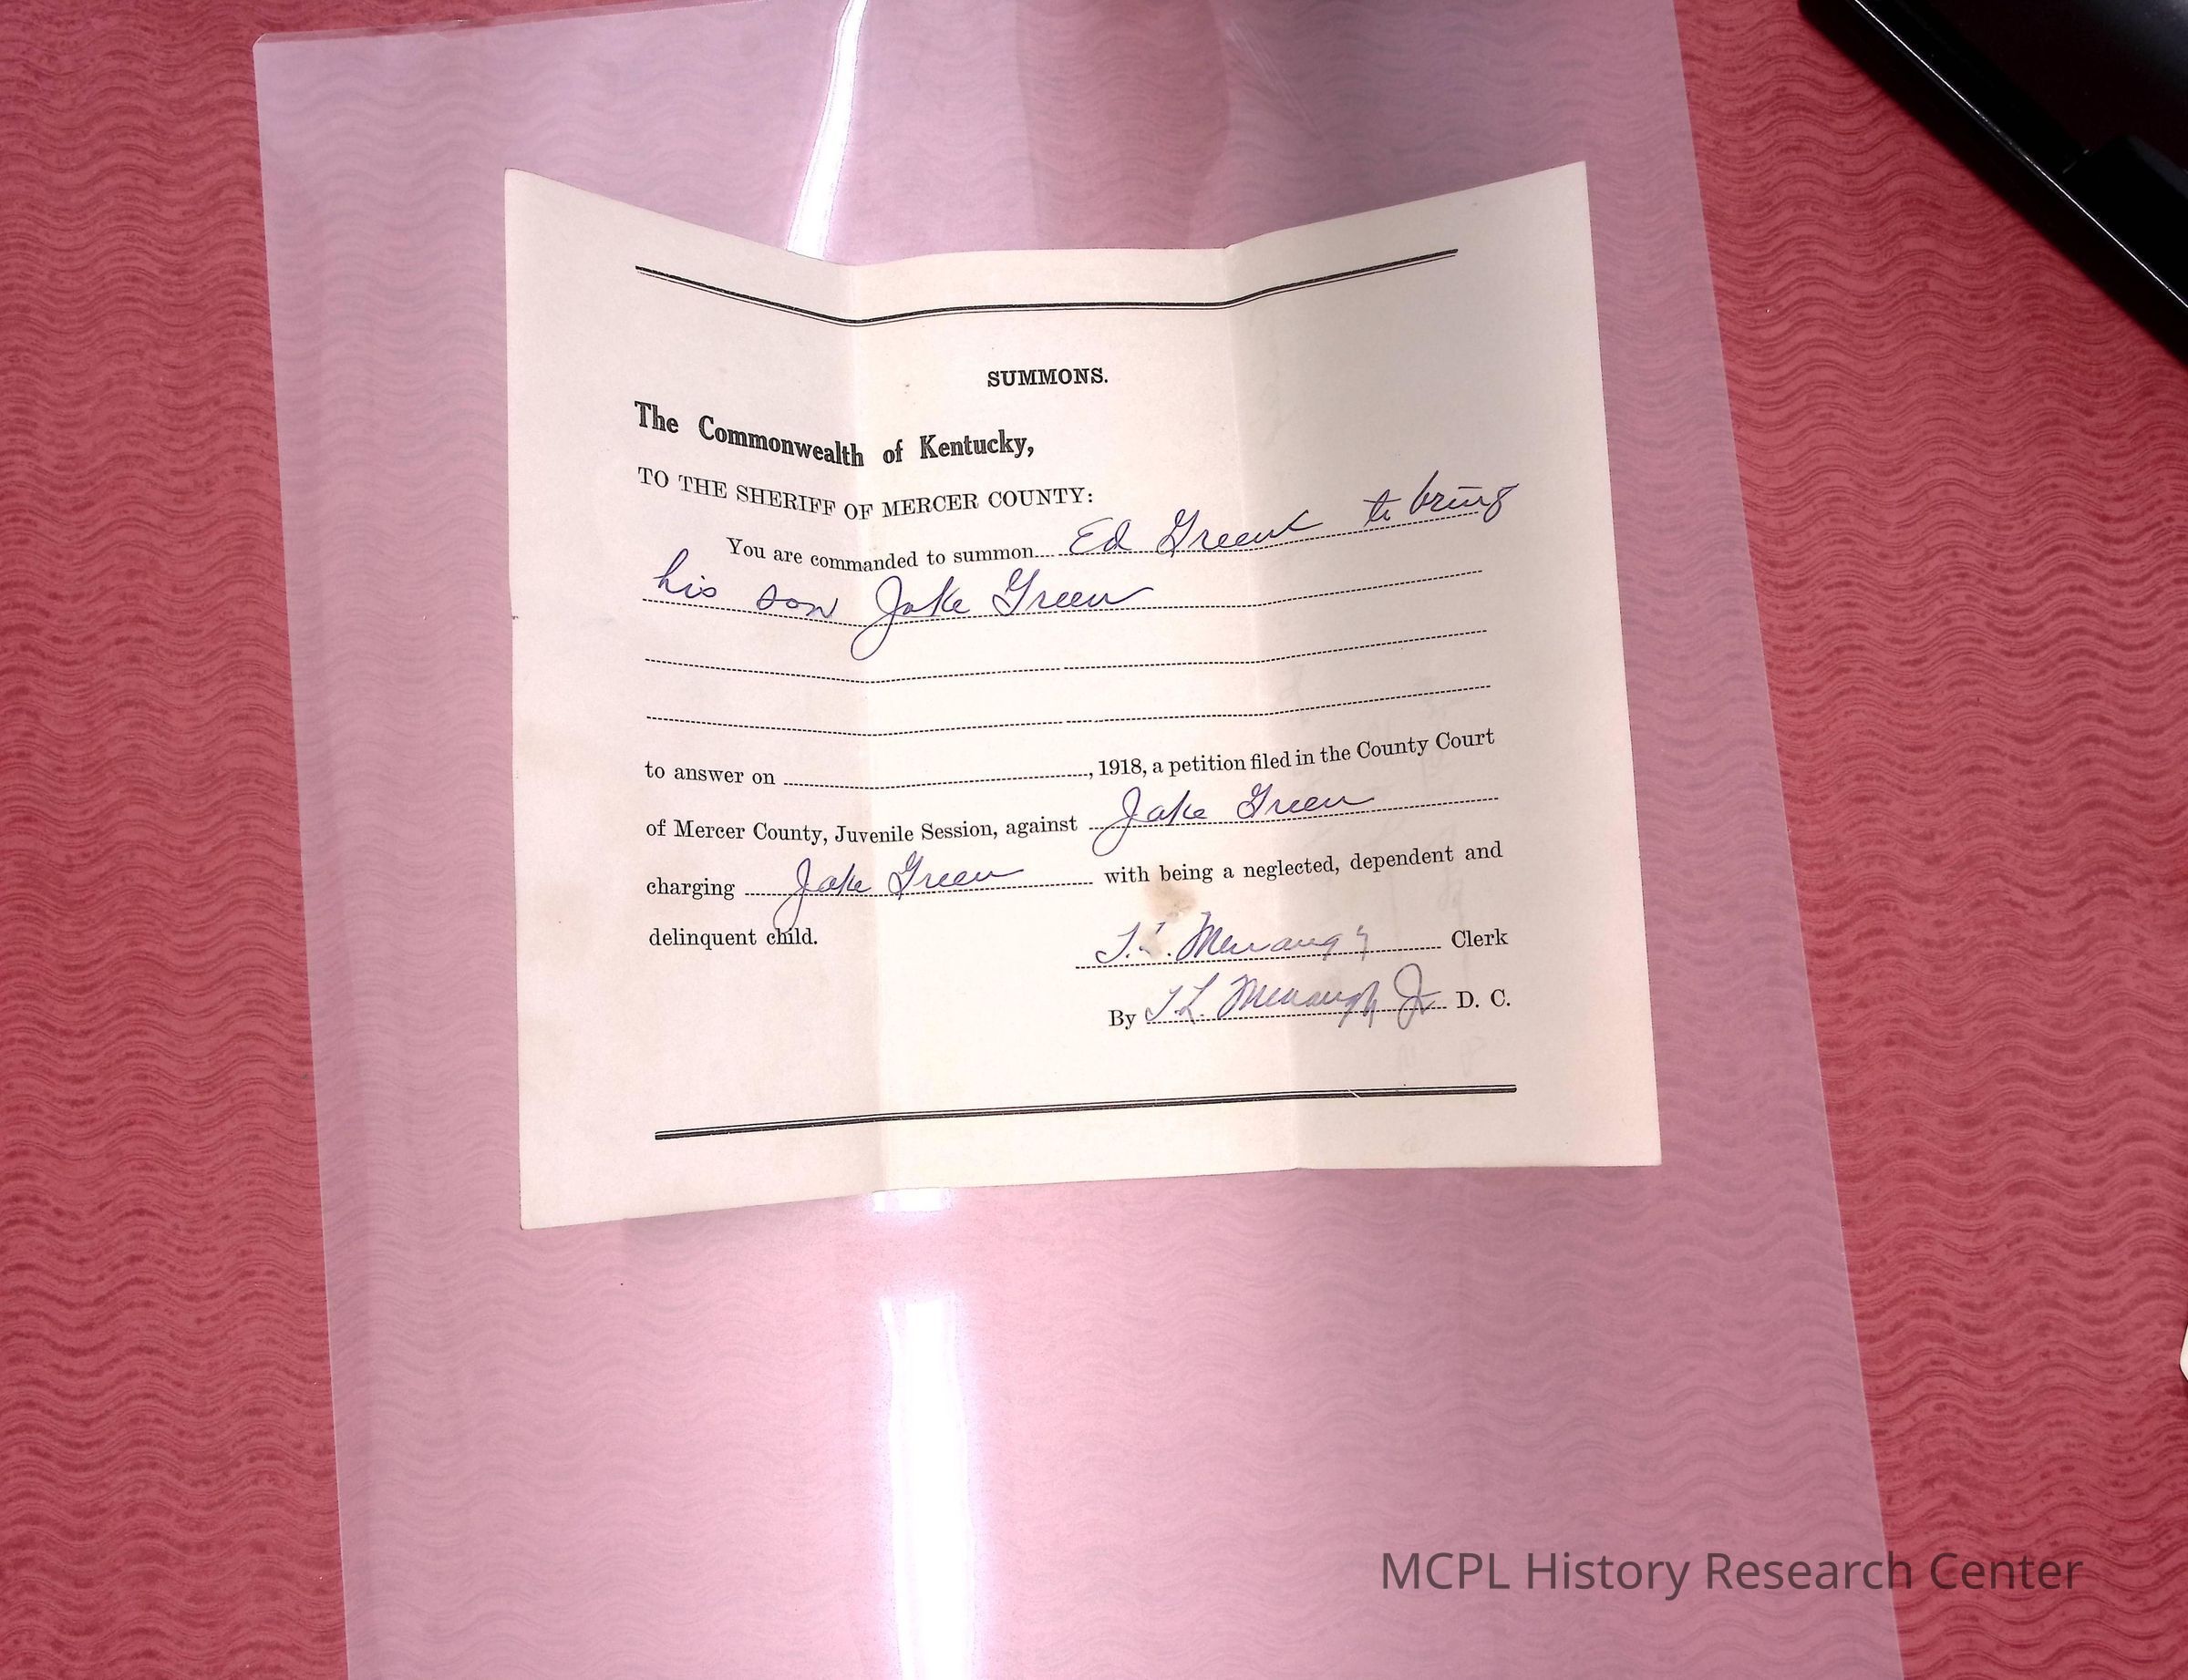 SUMMONS.
The Commonwealth of Kentucky,
TO THE SHERIFF OF MERCER COUNTY:
You are commanded to summon Ed Green to bring
his son Jake Green
to answer on , 1918, a petition filed in the County Court
of Mercer County, Juvenile Session, against Jake Green
charging Jake Green with being a neglected, dependent and
delinquent child.
Clerk
By T.L. Menaugh Jr D. C.
MCPL History Research Center